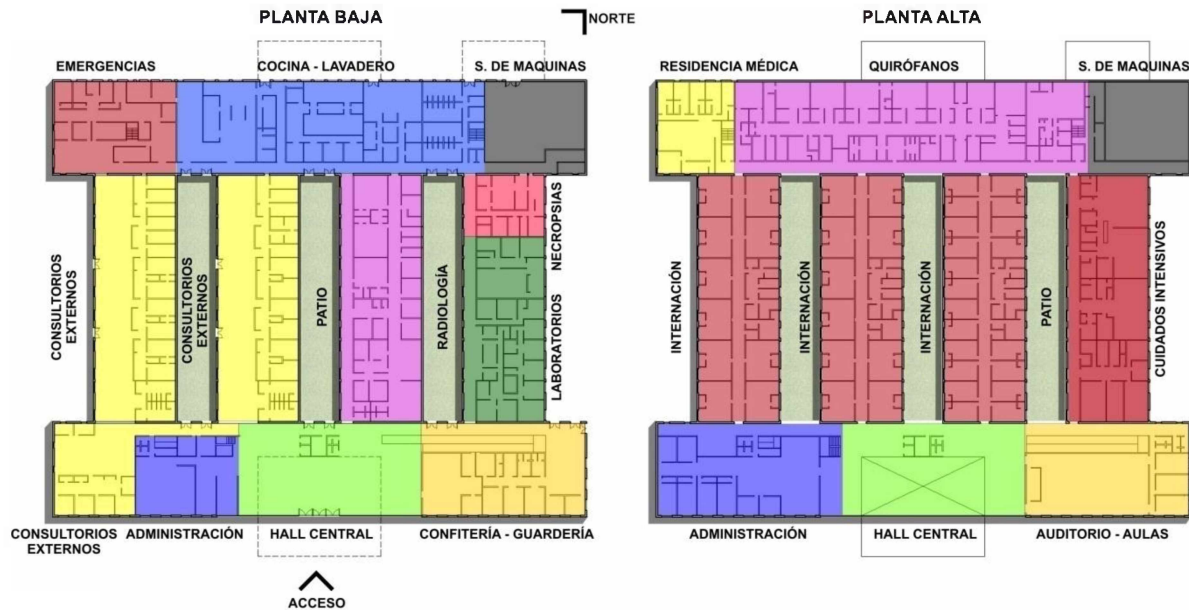 PLANTA BAJA
NORTE
PLANTA ALTA
EMERGENCIAS
COCINA - LAVADERO
S. DE MAQUINAS
RESIDENCIA MÉDICA
QUIRÓFANOS
S. DE MAQUINAS
CONSULTORIOS
EXTERNOS
CONSULTORIOS
EXTERNOS
PATIO
RADIOLOGÍA
NECROPSIAS
LABORATORIOS
INTERNACIÓN
INTERNACIÓN
INTERNACIÓN
PATIO
CUIDADOS INTENSIVOS
CONSULTORIOS
EXTERNOS
ADMINISTRACIÓN
HALL CENTRAL
CONFITERÍA - GUARDERÍA
ADMINISTRACIÓN
HALL CENTRAL
AUDITORIO - AULAS
ACCESO